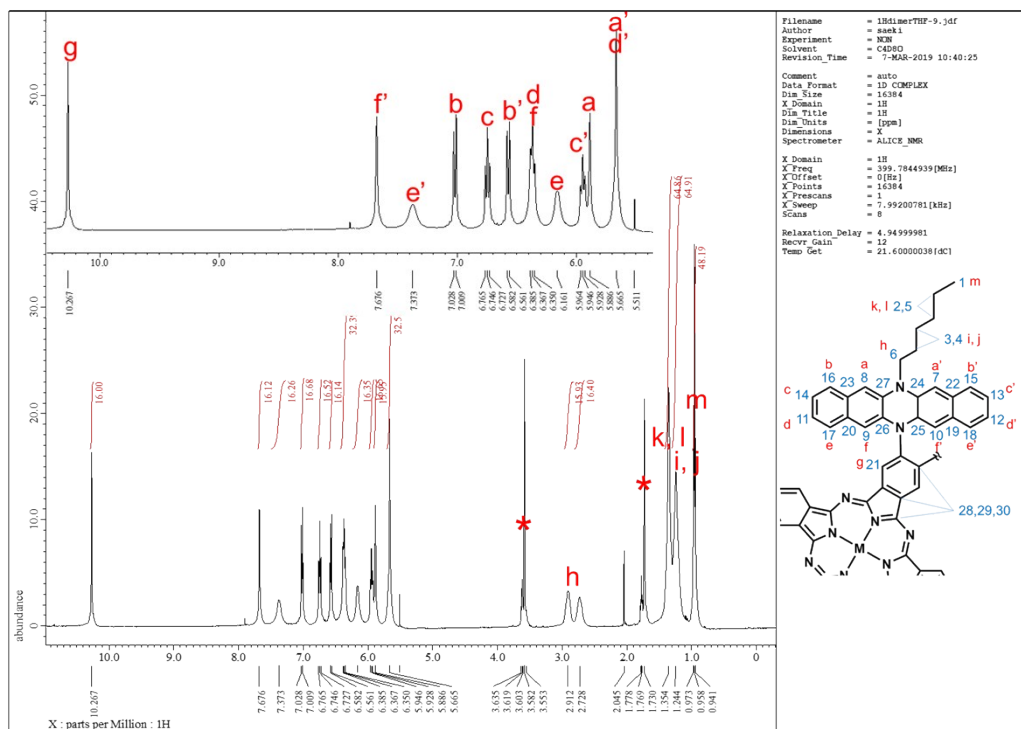 Filename = 1HdimerTHF-9.jdf
Author = saeki
Experiment = NON
Solvent = C4D8O
Revision_Time = 7-MAR-2019 10:40:25
Comment = auto
Data_Format = 1D COMPLEX
Dim_Size = 16384
X_Domain = 1H
Dim_Title = 1H
Dim_Units = [ppm]
Dimensions = X
Spectrometer = ALICE_NMR
X_Domain = 1H
X_Freq = 399.7844939[MHz]
X_Offset = 0[Hz]
X_Points = 16384
X_Prescans = 1
X_Sweep = 7.99200781[kHz]
Scans = 8
Relaxation_Delay = 4.94999981
Recvr_Gain = 12
Temp_Get = 21.60000038[dC]
g f' e' b c b' d f e c' a a' d'
50.0
40.0
10.0 9.0 8.0 7.0 6.0
10.267 7.676 7.373 7.028 7.009 6.765 6.746 6.727 6.582 6.561 6.385 6.367 6.350 6.161 5.964 5.946 5.928 5.886 5.665 5.511
64.86 64.91 48.19
30.0
20.0
10.0
0
abundance
16.00 16.12 16.26 16.68 16.52 16.14 16.35 32.5 15.93 16.40
h k, l i, j m
* *
10.0 9.0 8.0 7.0 6.0 5.0 4.0 3.0 2.0 1.0 0
10.267 7.676 7.373 7.028 7.009 6.765 6.746 6.727 6.582 6.561 6.385 6.367 6.350 5.946 5.928 5.886 5.665 3.635 3.619 3.603 3.582 3.553 2.912 2.728 2.045 1.778 1.769 1.730 1.354 1.244 0.973 0.958 0.941
X : parts per Million : 1H
1 m
k, l 2,5
3,4 i, j
h
6
b a a' b'
16 23 8 27 N 24 7 22 15
c 14 13 c'
11 12
d 17 20 9 26 N 25 10 19 18 d'
e f f' e'
g 21
28,29,30
N N N N M N N N N